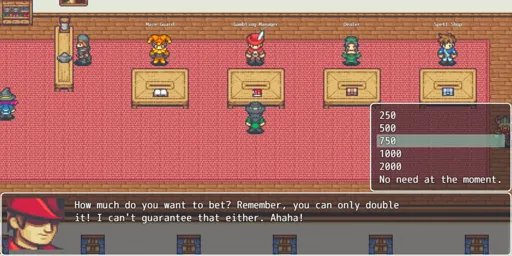 Gambling Manager
Dealer
Spell Shop
250
500
750
1000
2000
No need at the moment.
How much do you want to bet? Remember, you can only double
it! I can't guarantee that either. Ahaha!